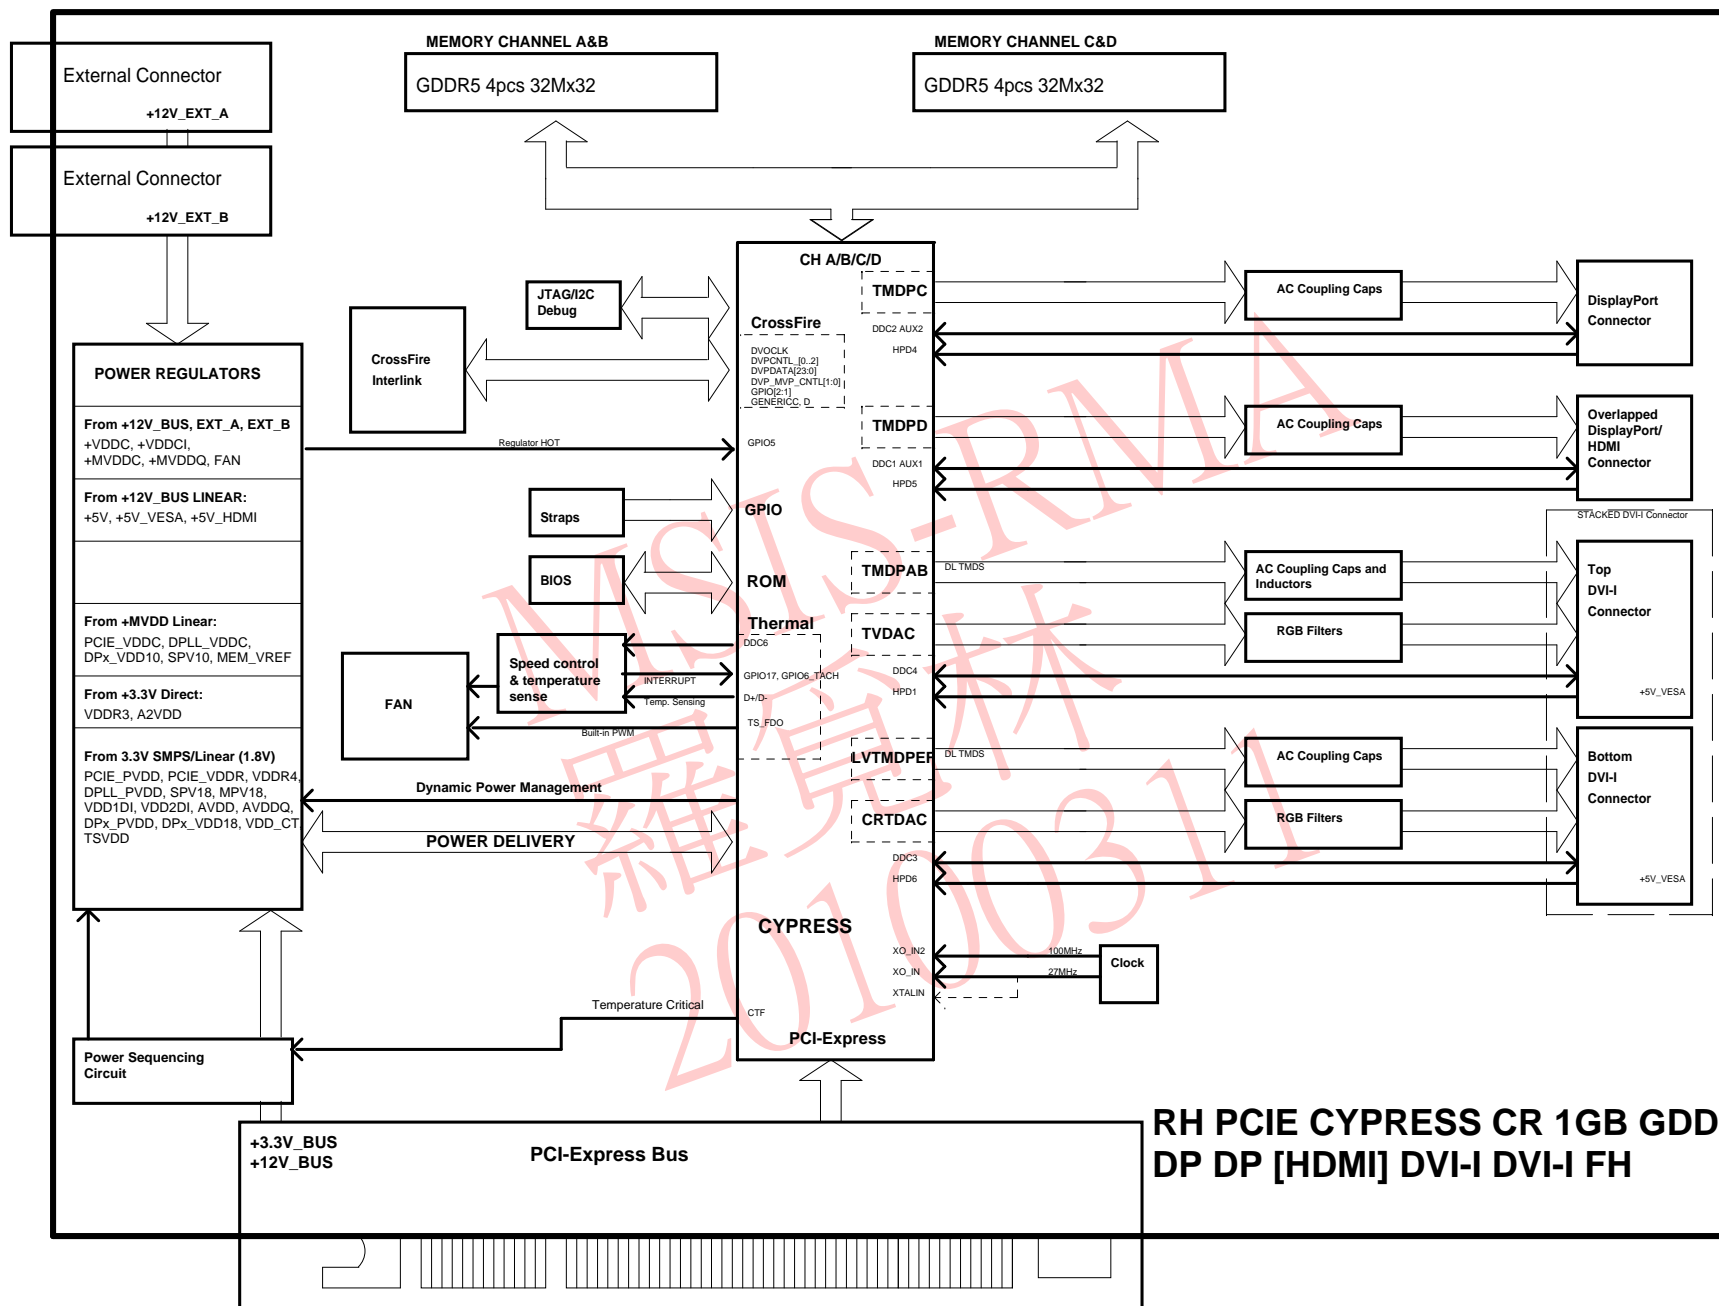 MEMORY CHANNEL A&B
MEMORY CHANNEL C&D
External Connector
+12V_EXT_A
GDDR5 4pcs 32Mx32
GDDR5 4pcs 32Mx32
External Connector
+12V_EXT_B
CH A/B/C/D
JTAG/I2C
Debug
CrossFire
Interlink
CrossFire
DVOCLK
DVPCNTL_[0..2]
DVPDATA[23:0]
DVP_MVP_CNTL[1:0]
GPIO[2:1]
GENERICC, D
TMDPC
DDC2 AUX2
HPD4
AC Coupling Caps
DisplayPort
Connector
POWER REGULATORS
From +12V_BUS, EXT_A, EXT_B
+VDDC, +VDDCI,
+MVDDC, +MVDDQ, FAN
From +12V_BUS LINEAR:
+5V, +5V_VESA, +5V_HDMI
From +MVDD Linear:
PCIE_VDDC, DPLL_VDDC,
DPx_VDD10, SPV10, MEM_VREF
From +3.3V Direct:
VDDR3, A2VDD
From 3.3V SMPS/Linear (1.8V)
PCIE_PVDD, PCIE_VDDR, VDDR4,
DPLL_PVDD, SPV18, MPV18,
VDD1DI, VDD2DI, AVDD, AVDDQ,
DPx_PVDD, DPx_VDD18, VDD_CT
TSVDD
Regulator HOT
GPIO5
TMDPD
DDC1 AUX1
HPD5
AC Coupling Caps
Overlapped
DisplayPort/
HDMI
Connector
Straps
GPIO
BIOS
ROM
STACKED DVI-I Connector
TMDPAB
DL TMDS
AC Coupling Caps and
Inductors
Top
DVI-I
Connector
TVDAC
RGB Filters
DDC4
HPD1
+5V_VESA
Thermal
DDC6
GPIO17, GPIO6_TACH
D+/D-
TS_FDO
Speed control
& temperature
sense
INTERRUPT
Temp. Sensing
Built-in PWM
FAN
LVTMDPEF
DL TMDS
AC Coupling Caps
Bottom
DVI-I
Connector
CRTDAC
RGB Filters
DDC3
HPD6
+5V_VESA
Dynamic Power Management
POWER DELIVERY
CYPRESS
XO_IN2
XO_IN
XTALIN
100MHz
27MHz
Clock
Temperature Critical
CTF
PCI-Express
Power Sequencing
Circuit
+3.3V_BUS
+12V_BUS
PCI-Express Bus
RH PCIE CYPRESS CR 1GB GDD
DP DP [HDMI] DVI-I DVI-I FH
MSIS-RMA
羅覓林
20100311